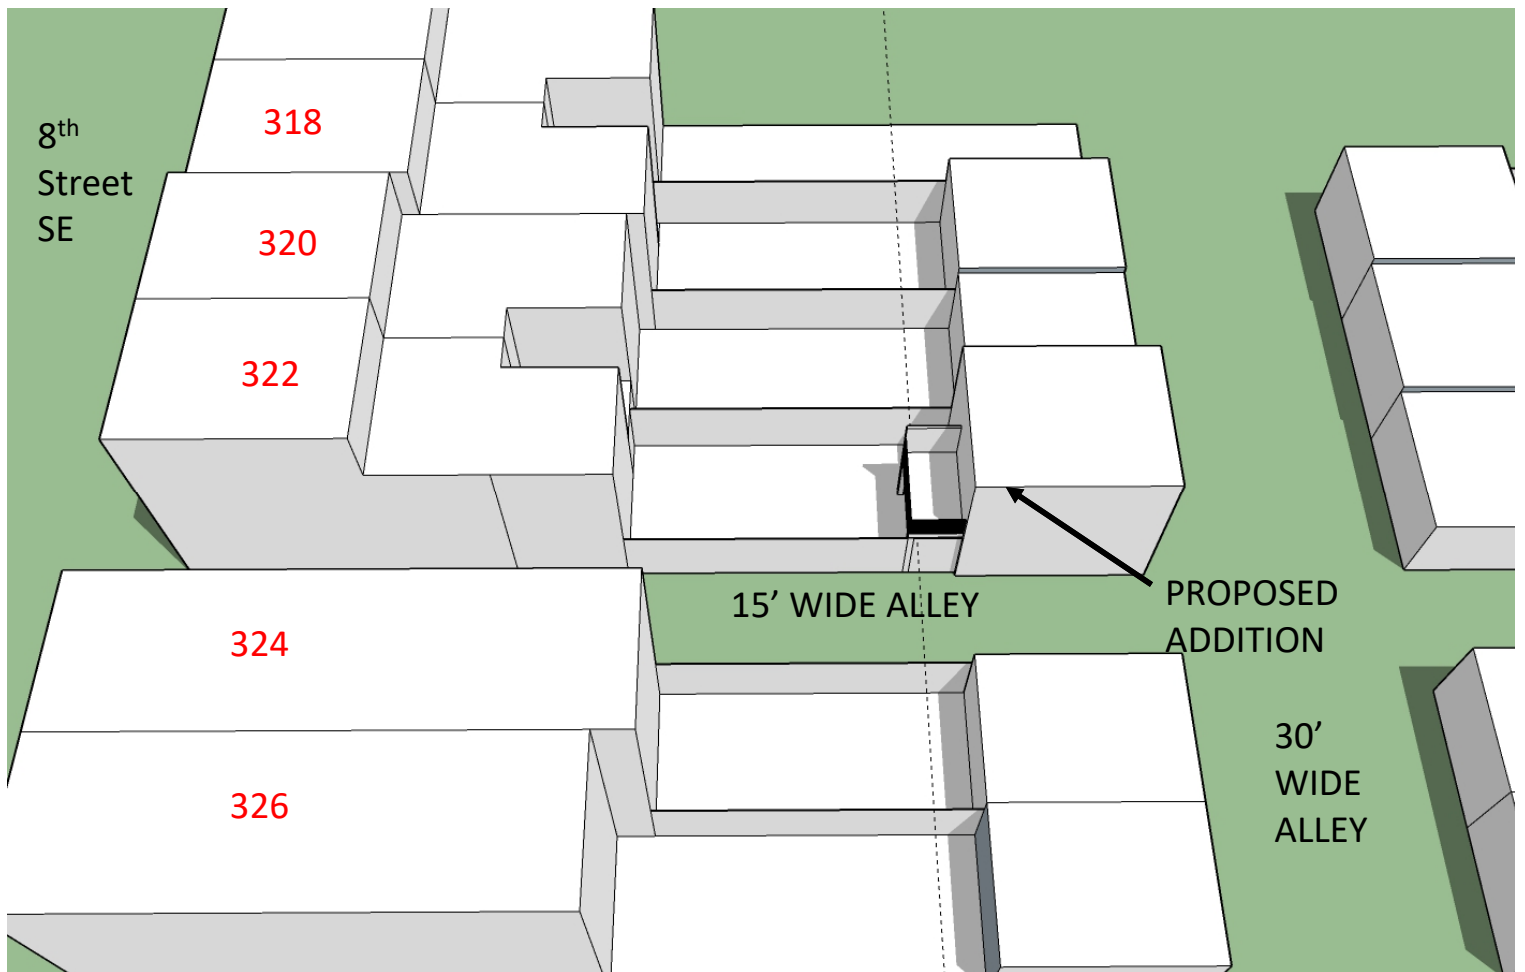 8th
Street
SE
318
320
322
15’ WIDE ALLEY
PROPOSED
ADDITION
324
326
30’
WIDE
ALLEY